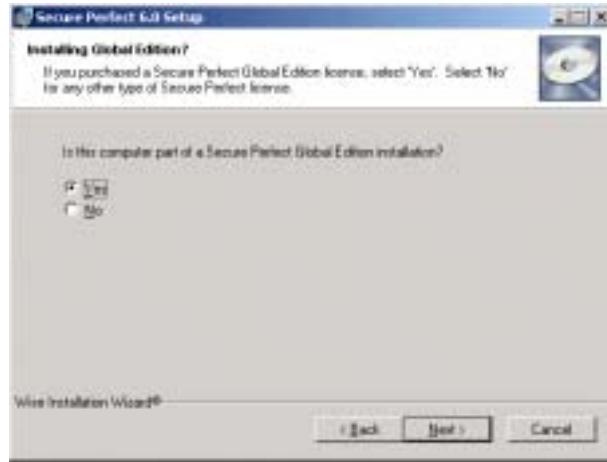 Secure Perfect 6.0 Setup
Installing Global Edition?
If you purchased a Secure Perfect Global Edition license, select 'Yes'. Select 'No'
for any other type of Secure Perfect license.
Is this computer part of a Secure Perfect Global Edition installation?
Yes
No
Wise Installation Wizard®
< Back
Next >
Cancel